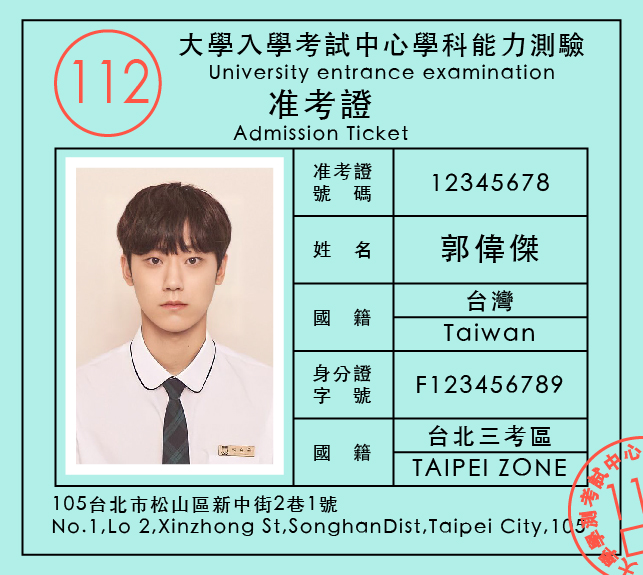 112
大學入學考試中心學科能力測驗
University entrance examination
准考證
Admission Ticket
准考證
號 碼
12345678
姓 名
郭偉傑
國 籍
台灣
Taiwan
身分證
字 號
F123456789
國 籍
台北三考區
TAIPEI ZONE
105台北市松山區新中街2巷1號
No.1,Lo 2,Xinzhong St,SonghanDist,Taipei City,105